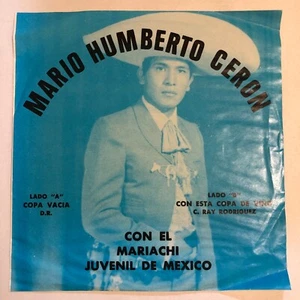 MARIO HUMBERTO CERON
LADO "A"
COPA VACIA
D.R.
LADO "B"
CON ESTA COPA DE VINO
C. RAY RODRIGUEZ
CON EL
MARIACHI
JUVENIL DE MEXICO